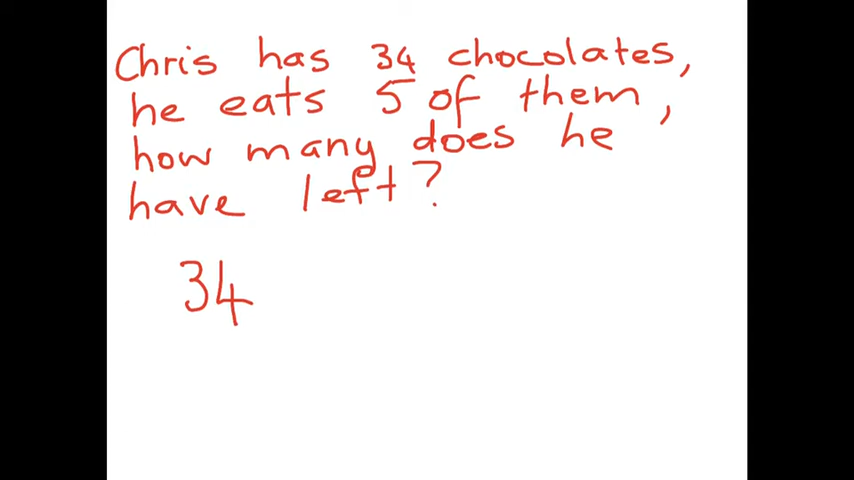 Chris has 34 chocolates,
he eats 5 of them,
how many does he
have left?
34